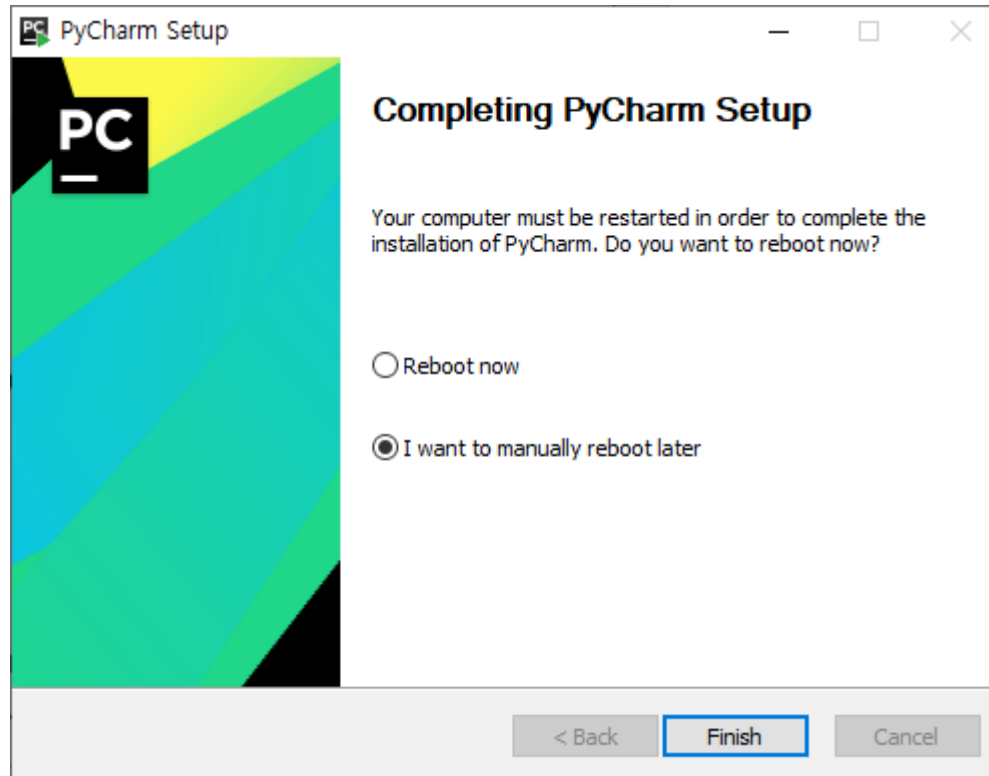 PyCharm Setup
PC
Completing PyCharm Setup
Your computer must be restarted in order to complete the
installation of PyCharm. Do you want to reboot now?
Reboot now
I want to manually reboot later
< Back
Finish
Cancel